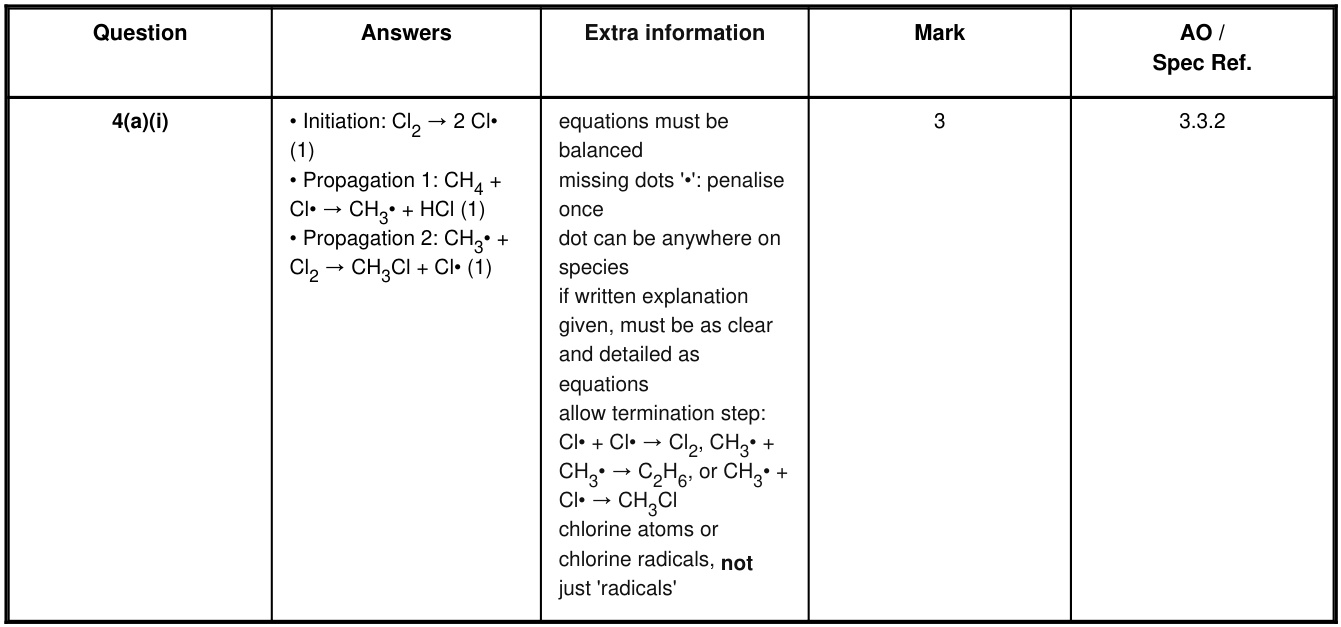 Question
Answers
Extra information
Mark
AO /
Spec Ref.
4(a)(i)
• Initiation: Cl₂ → 2 Cl•
(1)
• Propagation 1: CH₄ +
Cl• → CH₃• + HCl (1)
• Propagation 2: CH₃• +
Cl₂ → CH₃Cl + Cl• (1)
equations must be
balanced
missing dots '•': penalise
once
dot can be anywhere on
species
if written explanation
given, must be as clear
and detailed as
equations
allow termination step:
Cl• + Cl• → Cl₂, CH₃• +
CH₃• → C₂H₆, or CH₃• +
Cl• → CH₃Cl
chlorine atoms or
chlorine radicals, not
just 'radicals'
3
3.3.2